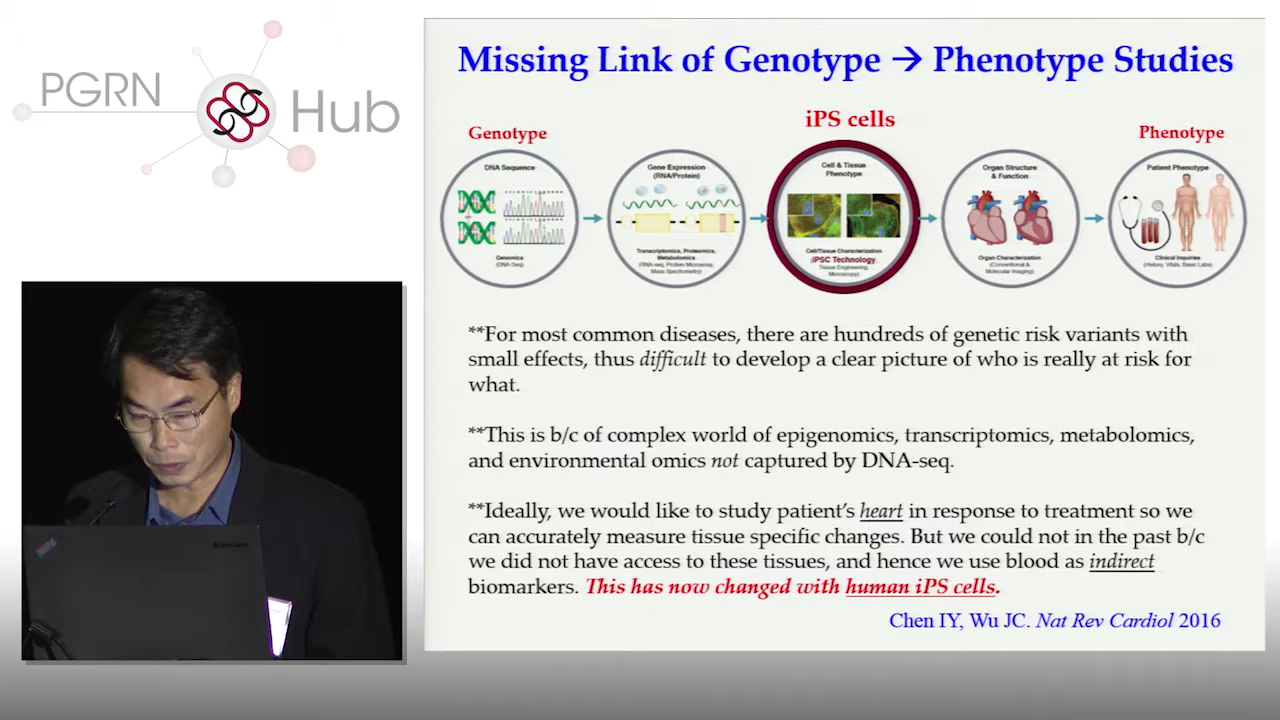 PGRN
Hub
Missing Link of Genotype → Phenotype Studies
Genotype
iPS cells
Phenotype
DNA Sequence
Genomics
(DNA-Seq)
Gene Expression
(RNA/Protein)
Transcriptomics, Proteomics,
Metabolomics
(RNA-seq, Protein Microarray,
Mass Spectrometry)
Cell & Tissue
Phenotype
Cell/Tissue Characterization
iPSC Technology,
Tissue Engineering,
Microscopy)
Organ Structure
& Function
Organ Characterization
(Conventional &
Molecular Imaging)
Patient Phenotype
Clinical Inquiries
(History, Vitals, Basic Labs)
**For most common diseases, there are hundreds of genetic risk variants with
small effects, thus difficult to develop a clear picture of who is really at risk for
what.
**This is b/c of complex world of epigenomics, transcriptomics, metabolomics,
and environmental omics not captured by DNA-seq.
**Ideally, we would like to study patient's heart in response to treatment so we
can accurately measure tissue specific changes. But we could not in the past b/c
we did not have access to these tissues, and hence we use blood as indirect
biomarkers. This has now changed with human iPS cells.
Chen IY, Wu JC. Nat Rev Cardiol 2016
ThinkPad